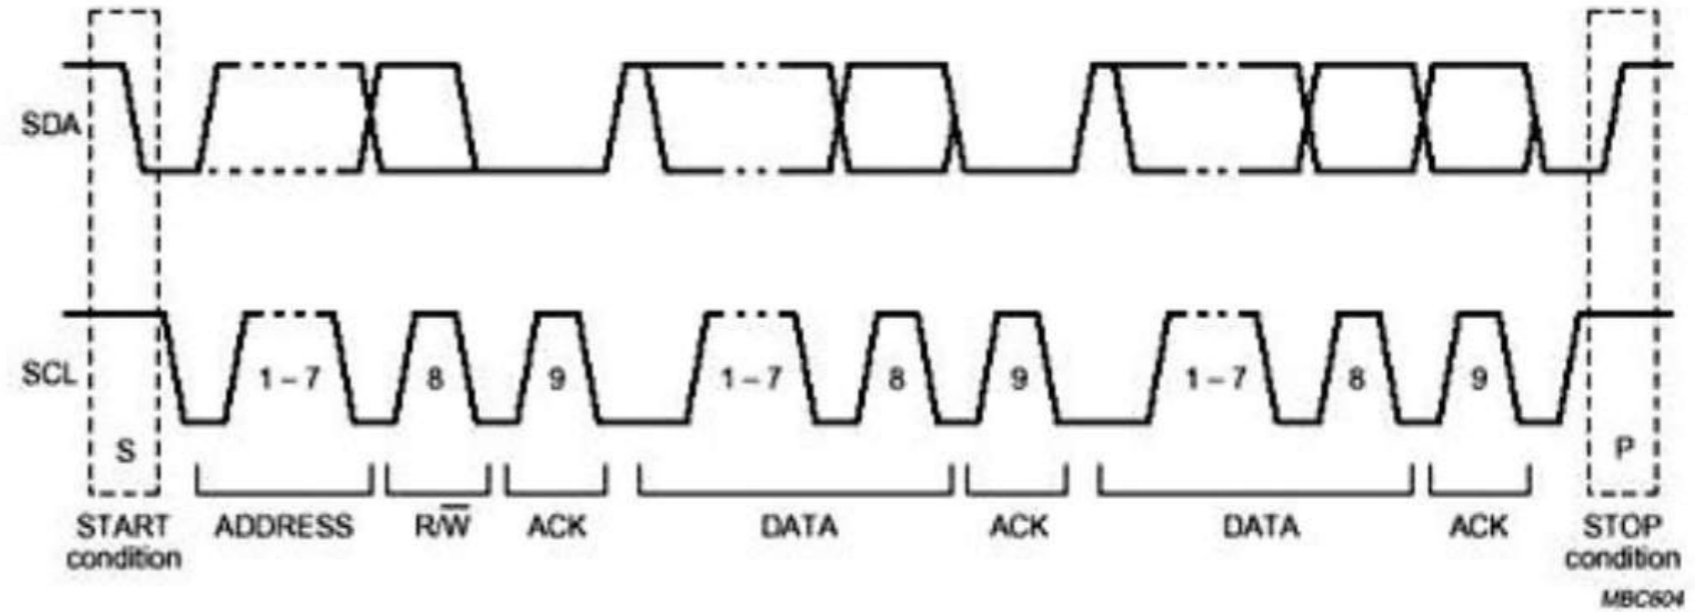 SDA
SCL
1 – 7
8
9
1 – 7
8
9
1 – 7
8
9
S
P
START
condition
ADDRESS
R/W̅
ACK
DATA
ACK
DATA
ACK
STOP
condition
MBC604